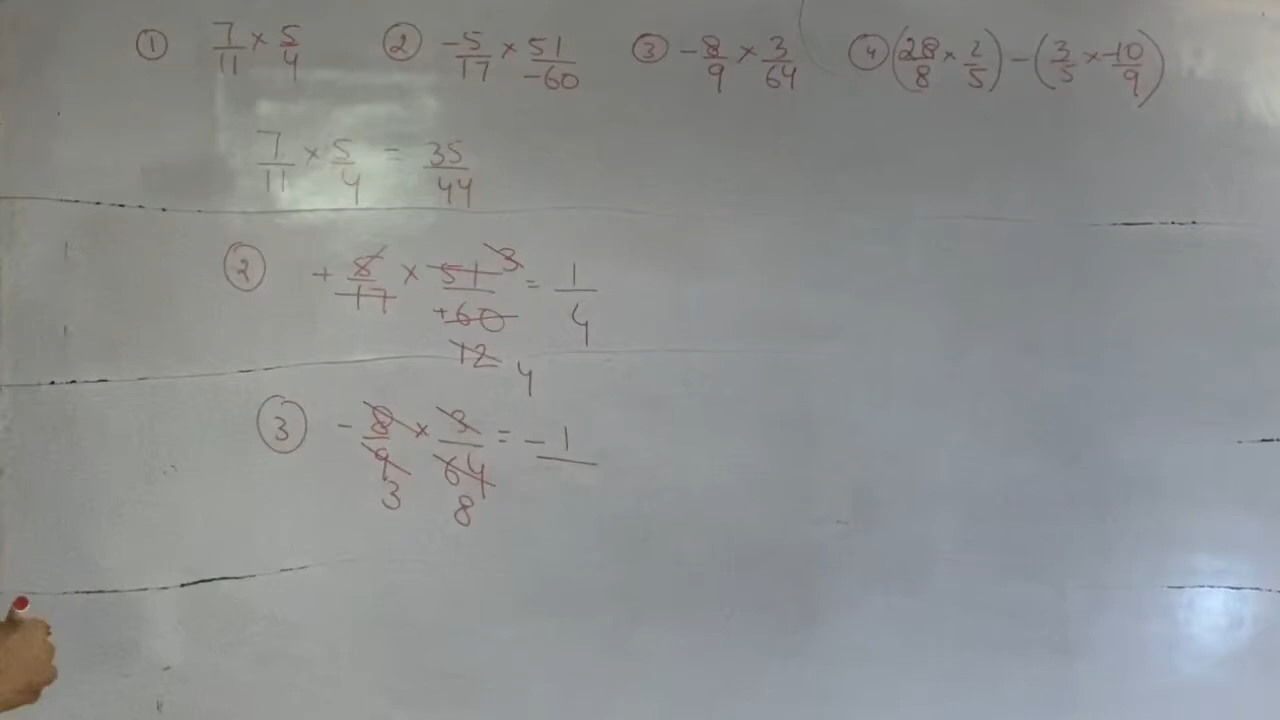 ① 7/11 × 5/4 ② -5/17 × 51/-60 ③ -8/9 × 3/64 ④ (28/8 × 2/5) - (3/5 × -10/9)
7/11 × 5/4 = 35/44
② + 5/17 × 51/+60 = 1/4
3
12 4
③ - 8/9 × 3/64 = -1/
3 8